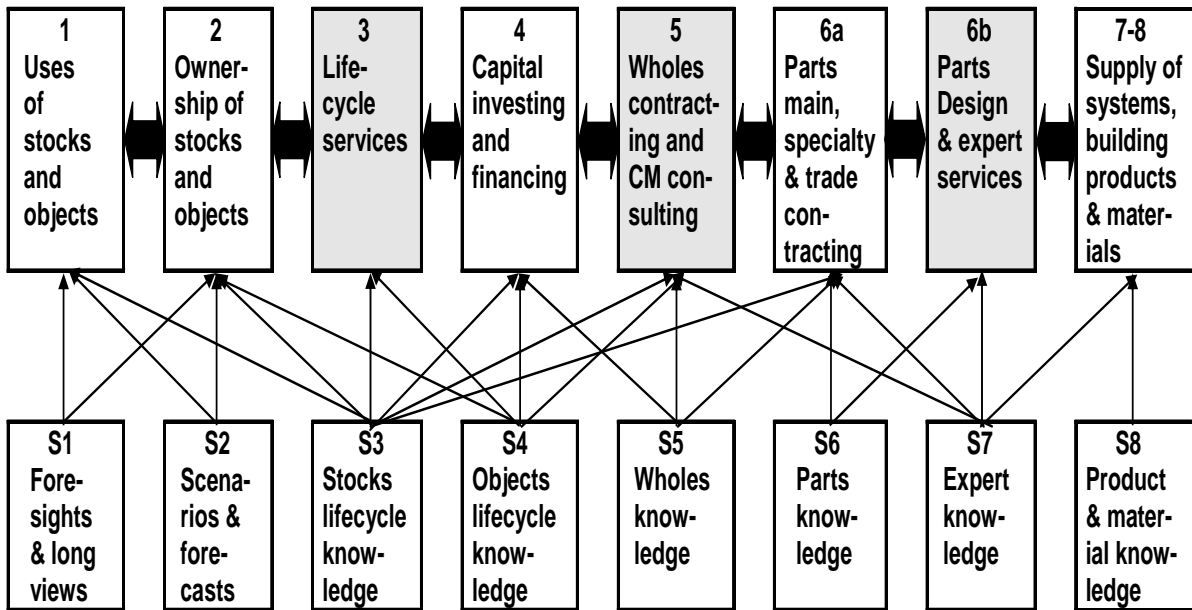 1
Uses
of
stocks
and
objects
2
Owner-
ship of
stocks
and
objects
3
Life-
cycle
services
4
Capital
investing
and
financing
5
Wholes
contract-
ing and
CM con-
sulting
6a
Parts
main,
specialty
& trade
con-
tracting
6b
Parts
Design
& expert
services
7-8
Supply of
systems,
building
products
& mater-
ials
S1
Fore-
sights
& long
views
S2
Scena-
rios &
fore-
casts
S3
Stocks
lifecycle
know-
ledge
S4
Objects
lifecycle
know-
ledge
S5
Wholes
know-
ledge
S6
Parts
know-
ledge
S7
Expert
know-
ledge
S8
Product
& mater-
ial know-
ledge